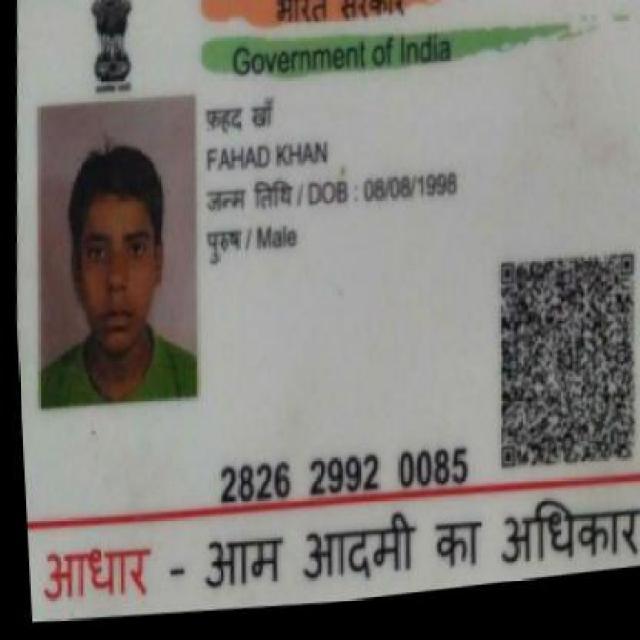 भारत सरकार
Government of India
फ़हद खाँ
FAHAD KHAN
जन्म तिथि / DOB : 08/08/1998
पुरुष / Male
2826 2992 0085
आधार - आम आदमी का अधिकार